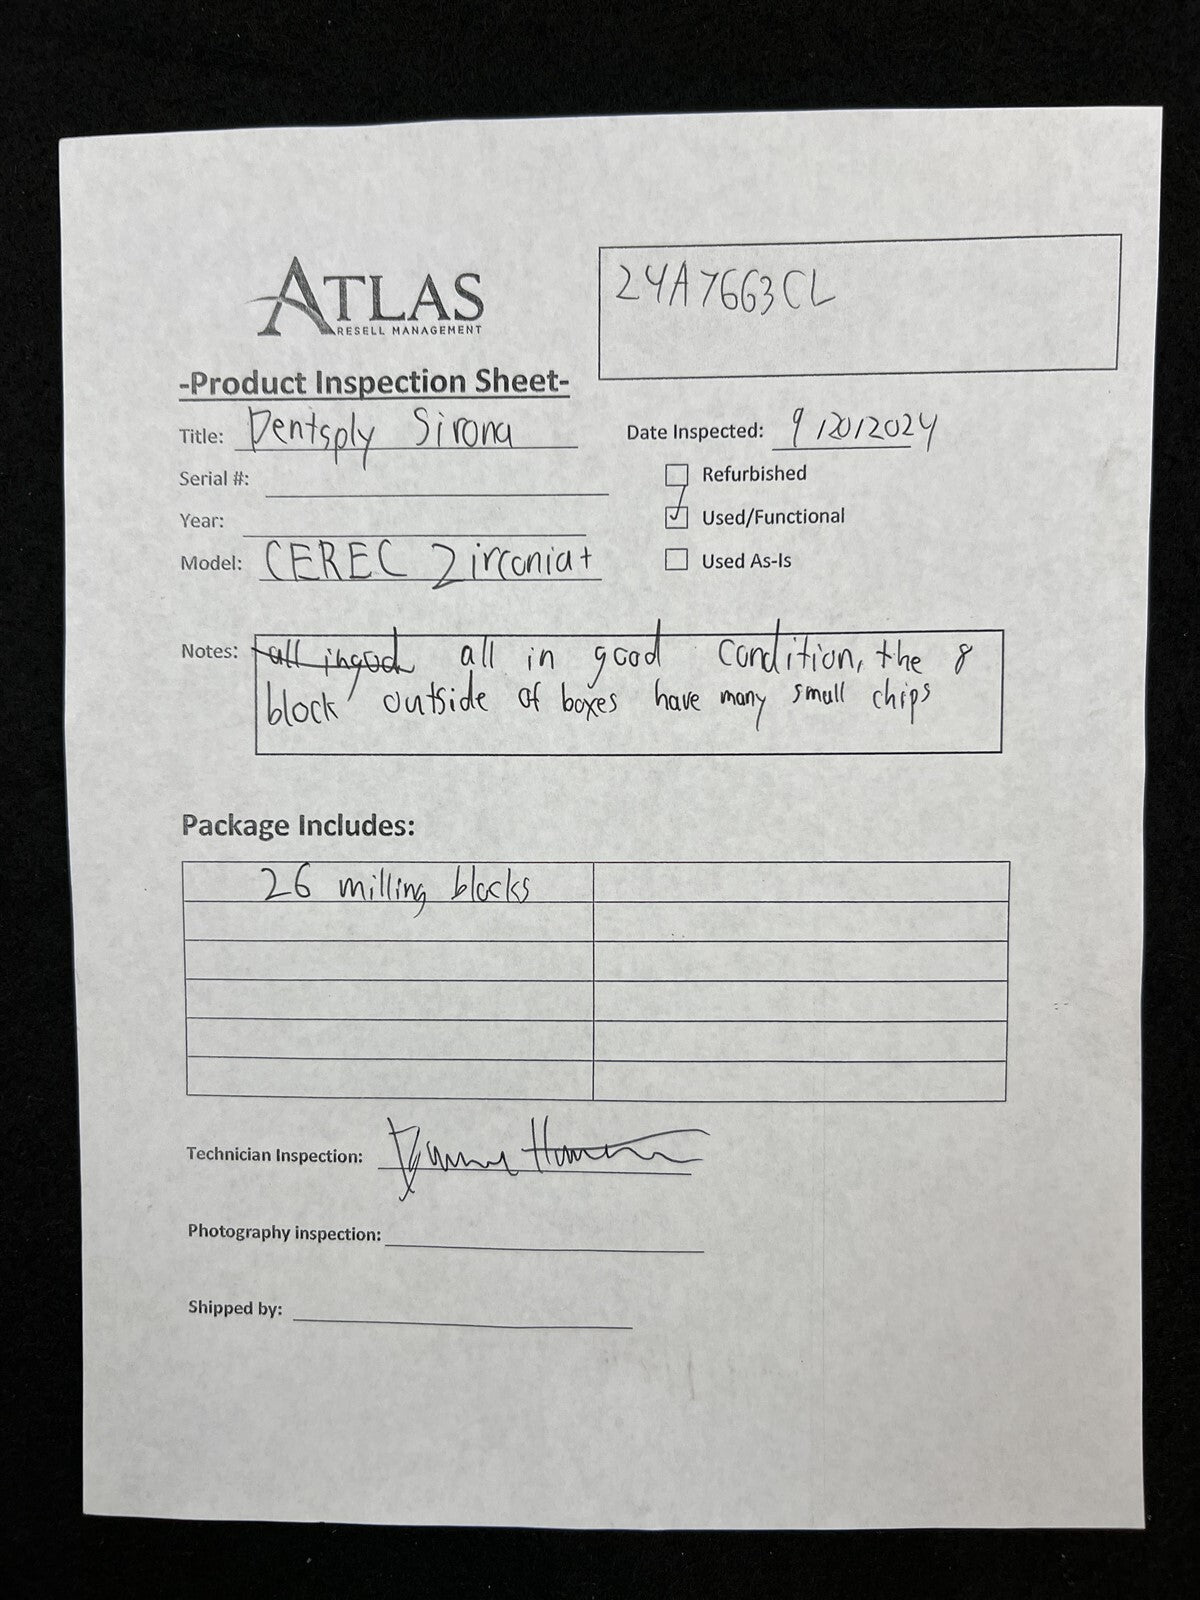 ATLAS
RESELL MANAGEMENT
24A7663CL
-Product Inspection Sheet-
Title: Dentsply Sirona
Date Inspected: 9/20/2024
Serial #:
Refurbished
Year:
Used/Functional
Model: CEREC Zirconia+
Used As-Is
Notes: all ingod all in good condition, the 8
block outside of boxes have many small chips
Package Includes:
26 milling blocks
Technician Inspection:
Photography inspection:
Shipped by: